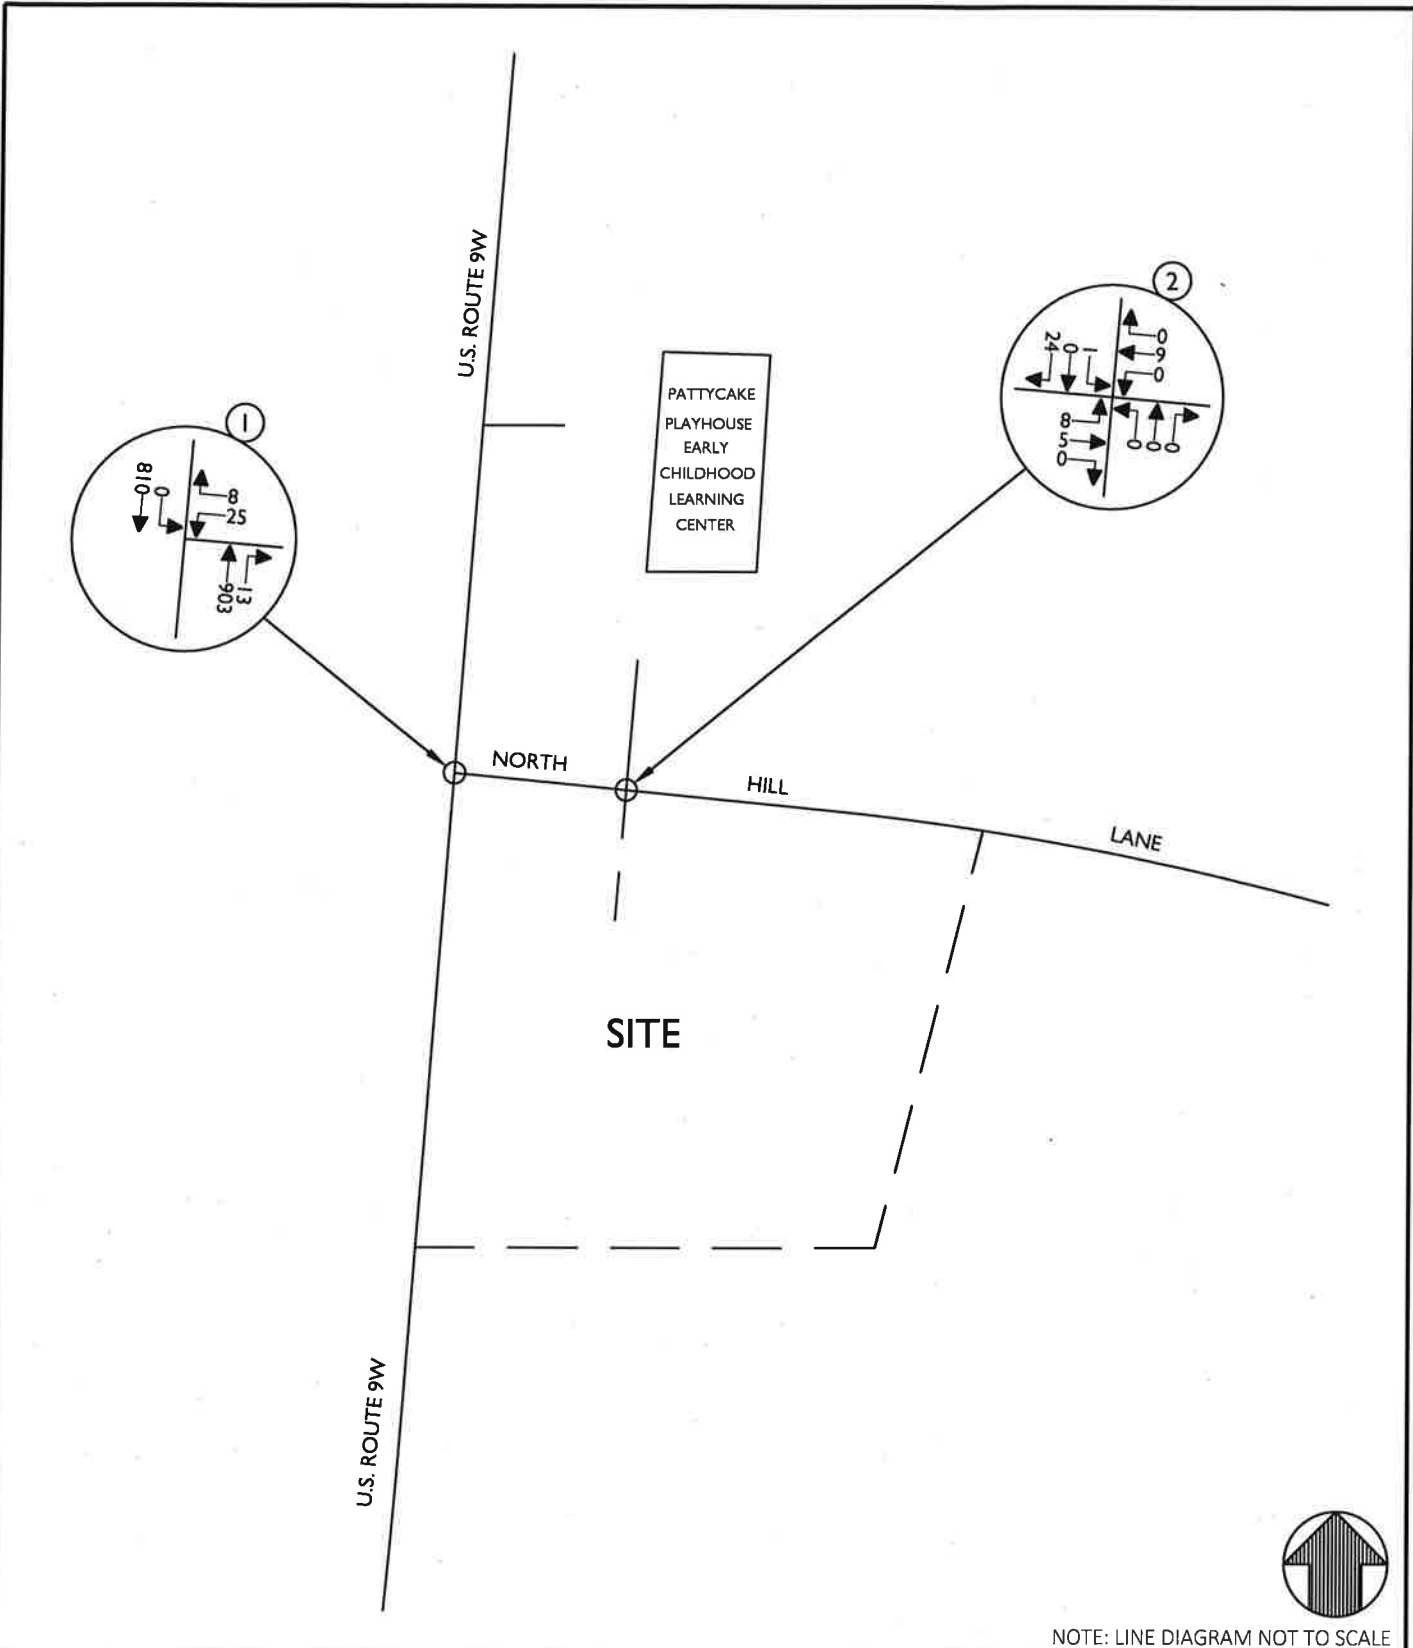 U.S. ROUTE 9W
2
0
9
0
24
0
1
8
5
0
0
0
0
PATTYCAKE
PLAYHOUSE
EARLY
CHILDHOOD
LEARNING
CENTER
1
810
0
8
25
903
13
NORTH
HILL
LANE
SITE
U.S. ROUTE 9W
NOTE: LINE DIAGRAM NOT TO SCALE